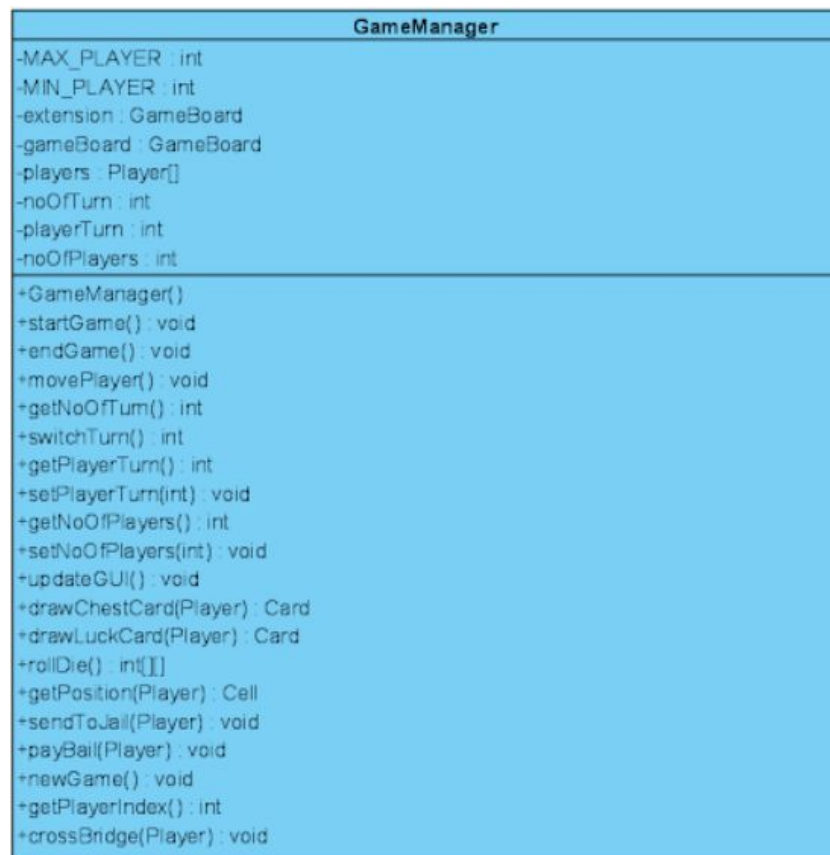 GameManager
-MAX_PLAYER : int
-MIN_PLAYER : int
-extension : GameBoard
-gameBoard : GameBoard
-players : Player[]
-noOfTurn : int
-playerTurn : int
-noOfPlayers : int
+GameManager()
+startGame() : void
+endGame() : void
+movePlayer() : void
+getNoOfTurn() : int
+switchTurn() : int
+getPlayerTurn() : int
+setPlayerTurn(int) : void
+getNoOfPlayers() : int
+setNoOfPlayers(int) : void
+updateGUI() : void
+drawChestCard(Player) : Card
+drawLuckCard(Player) : Card
+rollDie() : int[][]
+getPosition(Player) : Cell
+sendToJail(Player) : void
+payBail(Player) : void
+newGame() : void
+getPlayerIndex() : int
+crossBridge(Player) : void